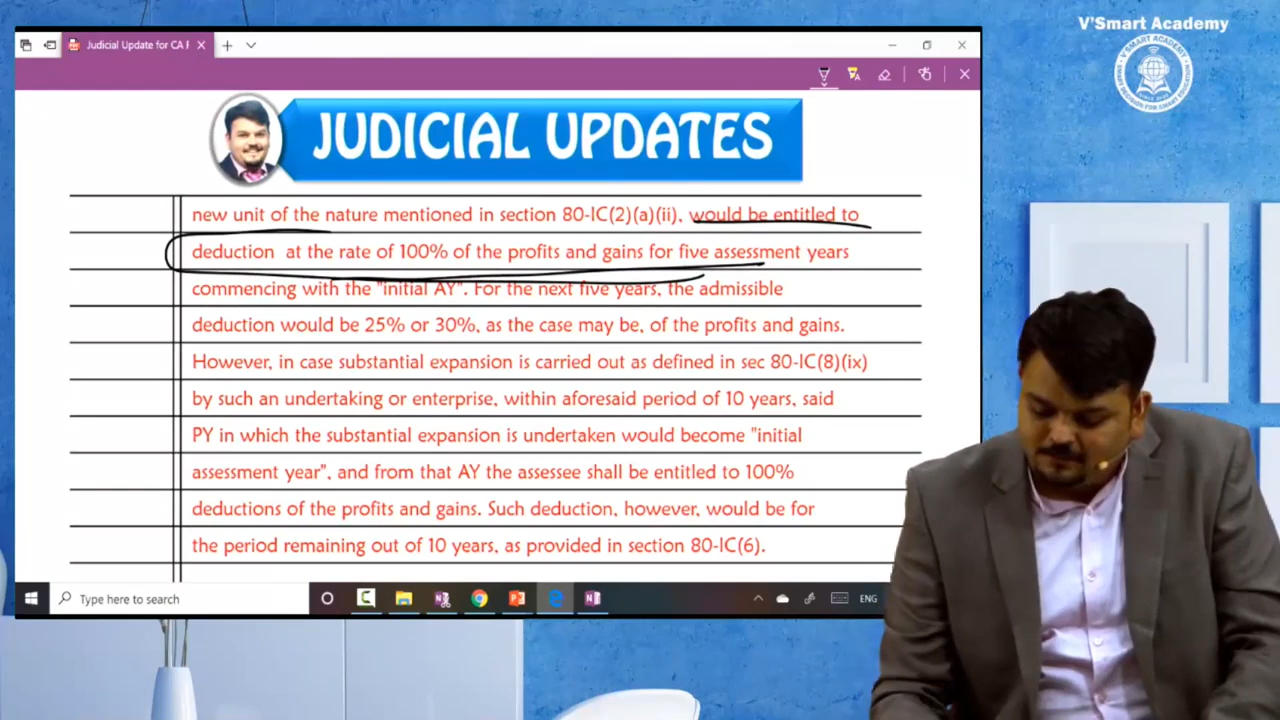 V'Smart Academy
Judicial Update for CA F
JUDICIAL UPDATES
new unit of the nature mentioned in section 80-IC(2)(a)(ii), would be entitled to
deduction at the rate of 100% of the profits and gains for five assessment years
commencing with the "initial AY". For the next five years, the admissible
deduction would be 25% or 30%, as the case may be, of the profits and gains.
However, in case substantial expansion is carried out as defined in sec 80-IC(8)(ix)
by such an undertaking or enterprise, within aforesaid period of 10 years, said
PY in which the substantial expansion is undertaken would become "initial
assessment year", and from that AY the assessee shall be entitled to 100%
deductions of the profits and gains. Such deduction, however, would be for
the period remaining out of 10 years, as provided in section 80-IC(6).
Type here to search
ENG